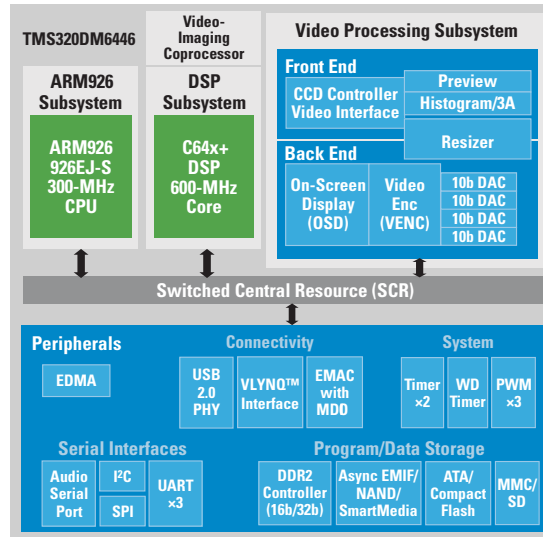 TMS320DM6446
Video-
Imaging
Coprocessor
Video Processing Subsystem
ARM926
Subsystem
ARM926
926EJ-S
300-MHz
CPU
DSP
Subsystem
C64x+
DSP
600-MHz
Core
Front End
CCD Controller
Video Interface
Preview
Histogram/3A
Resizer
Back End
On-Screen
Display
(OSD)
Video
Enc
(VENC)
10b DAC
10b DAC
10b DAC
10b DAC
Switched Central Resource (SCR)
Peripherals
EDMA
Connectivity
USB
2.0
PHY
VLYNQ™
Interface
EMAC
with
MDD
System
Timer
×2
WD
Timer
PWM
×3
Serial Interfaces
Audio
Serial
Port
I²C
SPI
UART
×3
Program/Data Storage
DDR2
Controller
(16b/32b)
Async EMIF/
NAND/
SmartMedia
ATA/
Compact
Flash
MMC/
SD